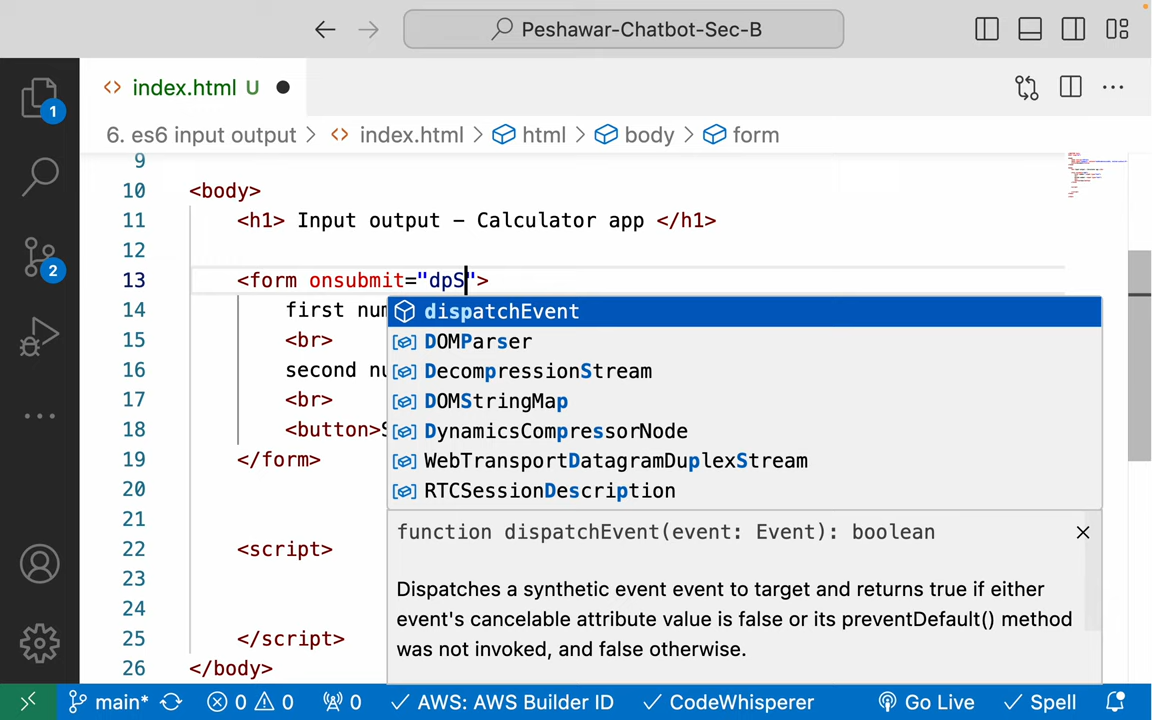 Peshawar-Chatbot-Sec-B
index.html U
6. es6 input output > index.html > html > body > form
1
2
9
10 <body>
11 <h1> Input output - Calculator app </h1>
12
13 <form onsubmit="dpS">
14 first num
15 <br>
16 second nu
17 <br>
18 <button>S
19 </form>
20
21
22 <script>
23
24
25 </script>
26 </body>
dispatchEvent
DOMParser
DecompressionStream
DOMStringMap
DynamicsCompressorNode
WebTransportDatagramDuplexStream
RTCSessionDescription
function dispatchEvent(event: Event): boolean
Dispatches a synthetic event event to target and returns true if either
event's cancelable attribute value is false or its preventDefault() method
was not invoked, and false otherwise.
main* 0 0 0 AWS: AWS Builder ID CodeWhisperer Go Live Spell